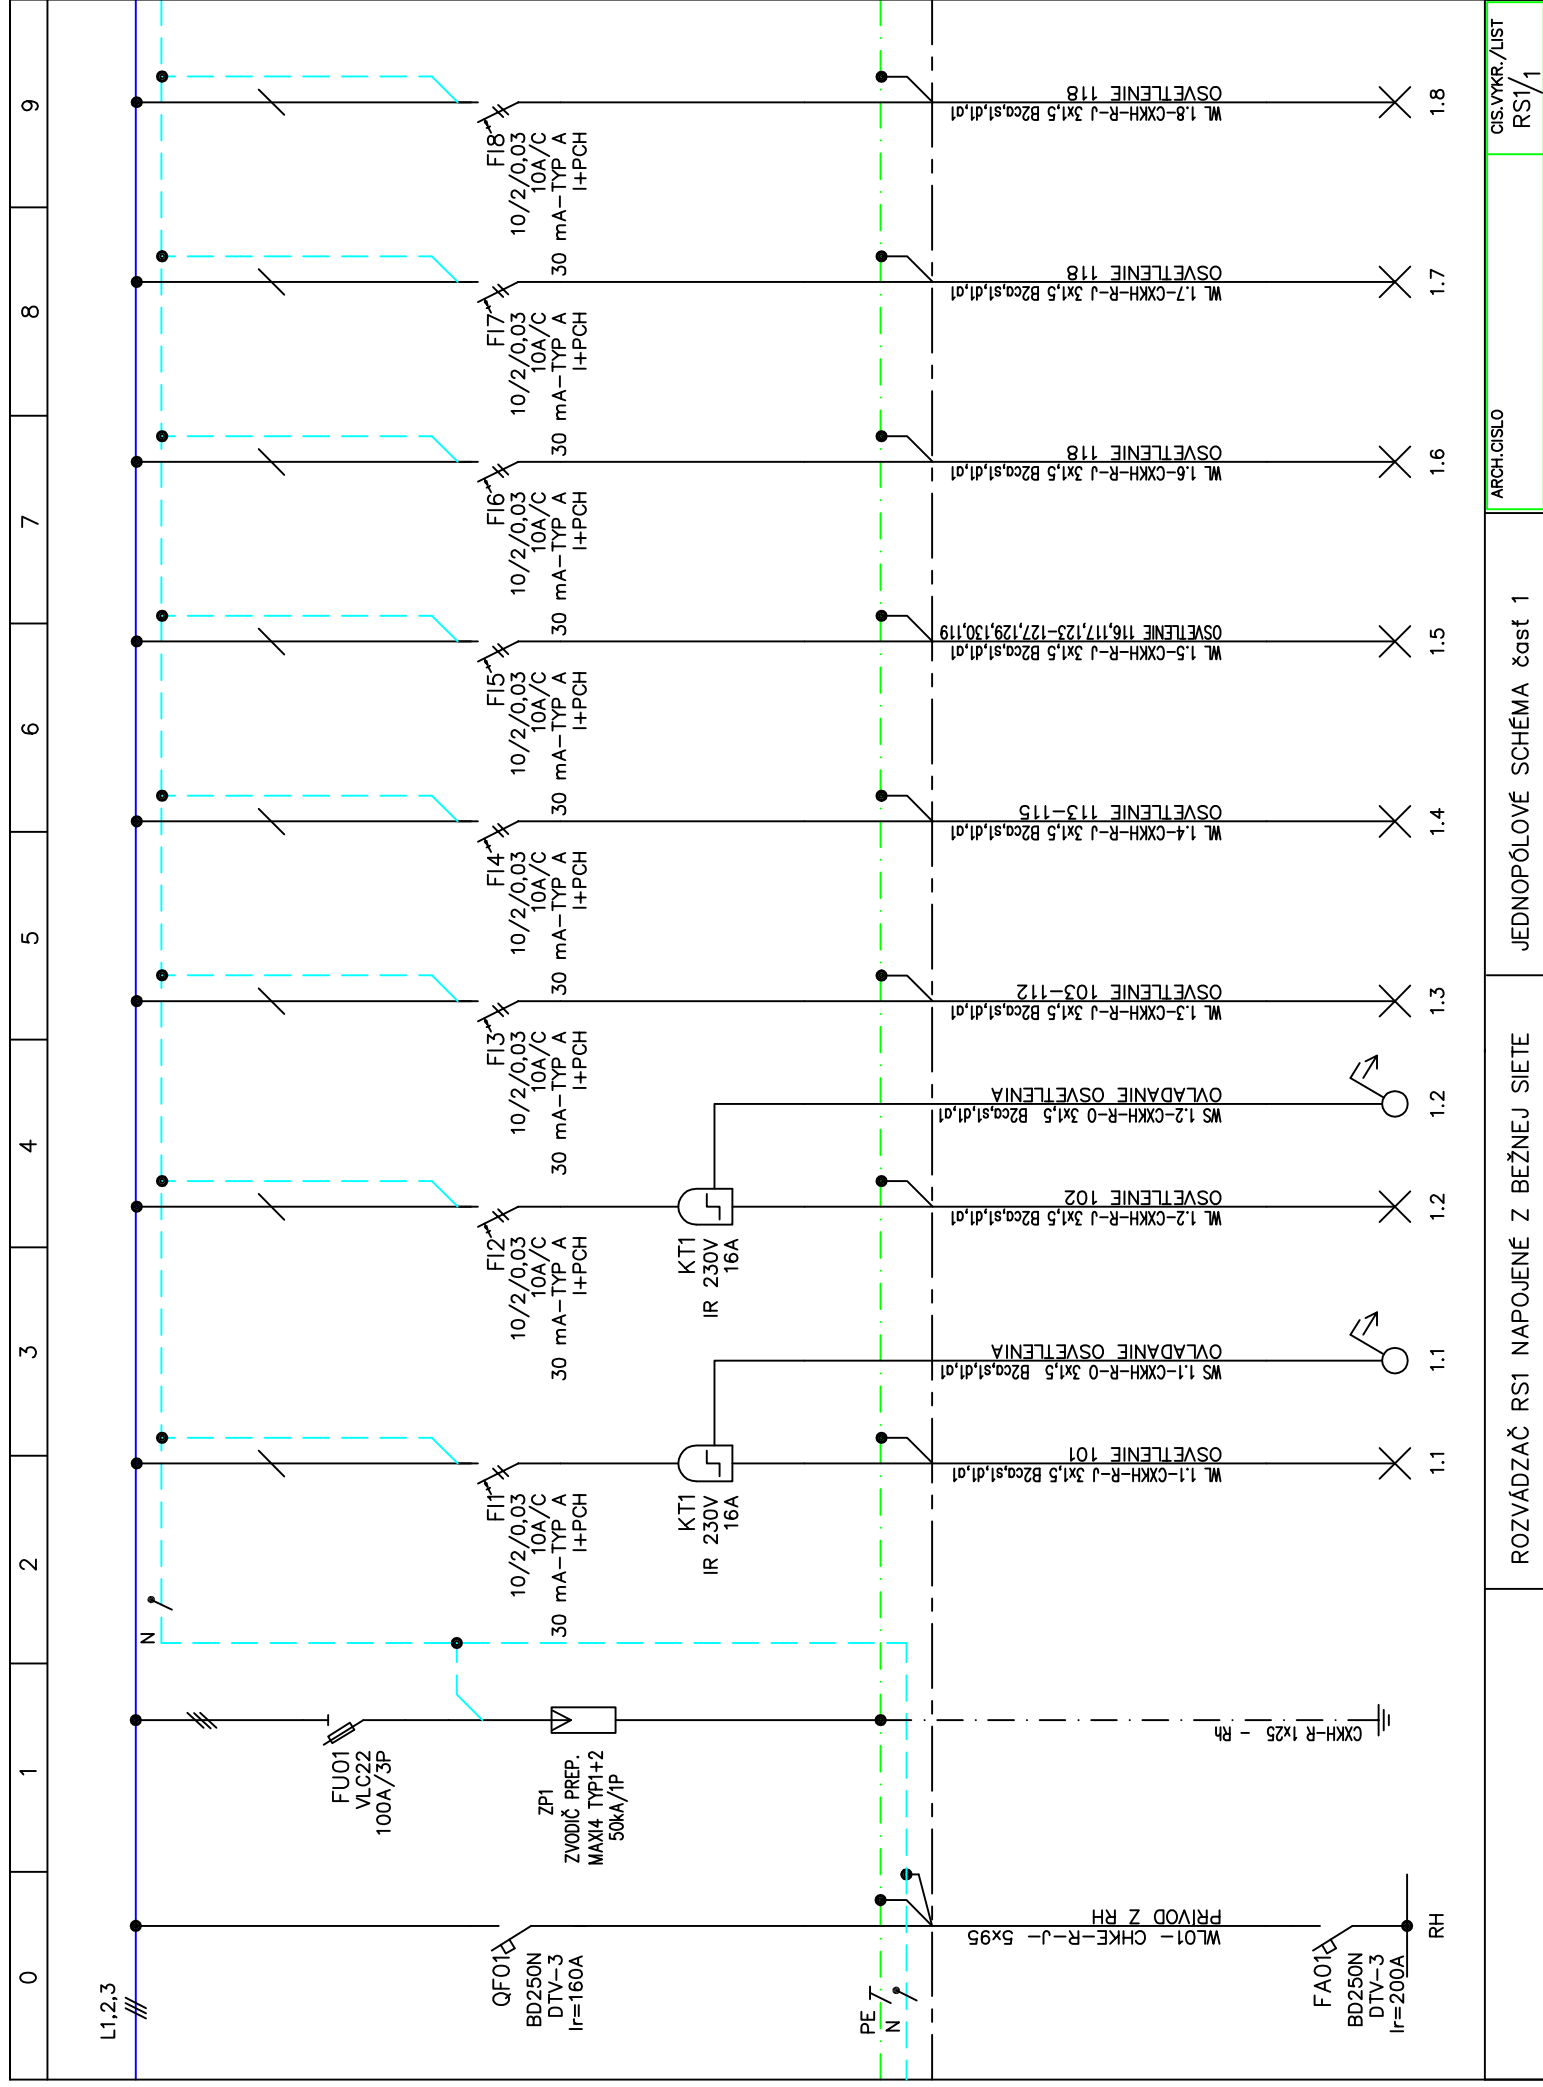 0
1
2
3
4
5
6
7
8
9
L1,2,3
QF01
BD250N
DTV-3
Ir=160A
PE
N
WL01- CHKE-R-J- 5x95
PRÍVOD Z RH
FA01
BD250N
DTV-3
Ir=200A
RH
N
FU01
VLC22
100A/3P
ZP1
ZVODIČ PREP.
MAXI4 TYP1+2
50kA/1P
CXKH-R 1x25 - Rh
FI1
10/2/0,03
10A/C
30 mA-TYP A
I+PCH
KT1
IR 230V
16A
WL 1.1-CXKH-R-J 3x1,5 B2ca,s1,d1,a1
OSVETLENIE 101
1.1
WS 1.1-CXKH-R-O 3x1,5 B2ca,s1,d1,a1
OVLADANIE OSVETLENIA
1.1
FI2
10/2/0,03
10A/C
30 mA-TYP A
I+PCH
KT1
IR 230V
16A
WL 1.2-CXKH-R-J 3x1,5 B2ca,s1,d1,a1
OSVETLENIE 102
1.2
WS 1.2-CXKH-R-O 3x1,5 B2ca,s1,d1,a1
OVLADANIE OSVETLENIA
1.2
FI3
10/2/0,03
10A/C
30 mA-TYP A
I+PCH
WL 1.3-CXKH-R-J 3x1,5 B2ca,s1,d1,a1
OSVETLENIE 103-112
1.3
FI4
10/2/0,03
10A/C
30 mA-TYP A
I+PCH
WL 1.4-CXKH-R-J 3x1,5 B2ca,s1,d1,a1
OSVETLENIE 113-115
1.4
FI5
10/2/0,03
10A/C
30 mA-TYP A
I+PCH
WL 1.5-CXKH-R-J 3x1,5 B2ca,s1,d1,a1
OSVETLENIE 116,117,123-127,129,130,119
1.5
FI6
10/2/0,03
10A/C
30 mA-TYP A
I+PCH
WL 1.6-CXKH-R-J 3x1,5 B2ca,s1,d1,a1
OSVETLENIE 118
1.6
FI7
10/2/0,03
10A/C
30 mA-TYP A
I+PCH
WL 1.7-CXKH-R-J 3x1,5 B2ca,s1,d1,a1
OSVETLENIE 118
1.7
FI8
10/2/0,03
10A/C
30 mA-TYP A
I+PCH
WL 1.8-CXKH-R-J 3x1,5 B2ca,s1,d1,a1
OSVETLENIE 118
1.8
ROZVÁDZAČ RS1 NAPOJENÉ Z BEŽNEJ SIETE
JEDNOPÓLOVÉ SCHÉMA časť 1
ARCH.CISLO
CIS.VYKR./LIST
RS1/1